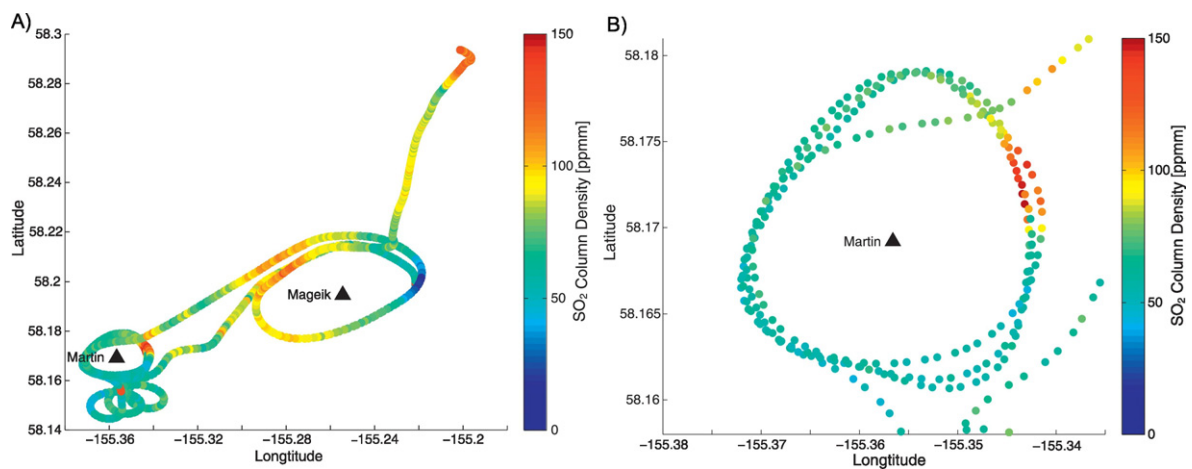 A)
58.3
58.28
58.26
58.24
58.22
58.2
58.18
58.16
58.14
Latitude
Mageik
Martin
−155.36 −155.32 −155.28 −155.24 −155.2
Longtitude
150
100
50
0
SO₂ Column Density [ppmm]
B)
58.18
58.175
58.17
58.165
58.16
Latitude
Martin
−155.38 −155.37 −155.36 −155.35 −155.34
Longtitude
150
100
50
0
SO₂ Column Density [ppmm]